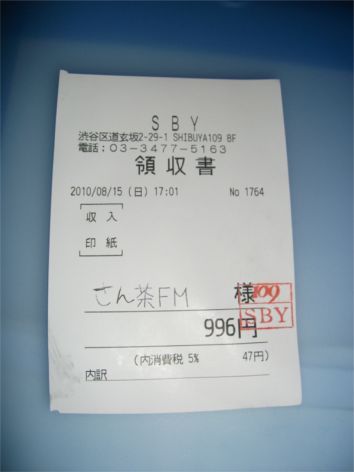 SBY
渋谷区道玄坂2-29-1 SHIBUYA109 8F
電話：03-3477-5163
領収書
2010/08/15 (日) 17:01 No 1764
収入
印紙
さん茶FM 様
109
SBY
996円
(内消費税 5% 47円)
内訳